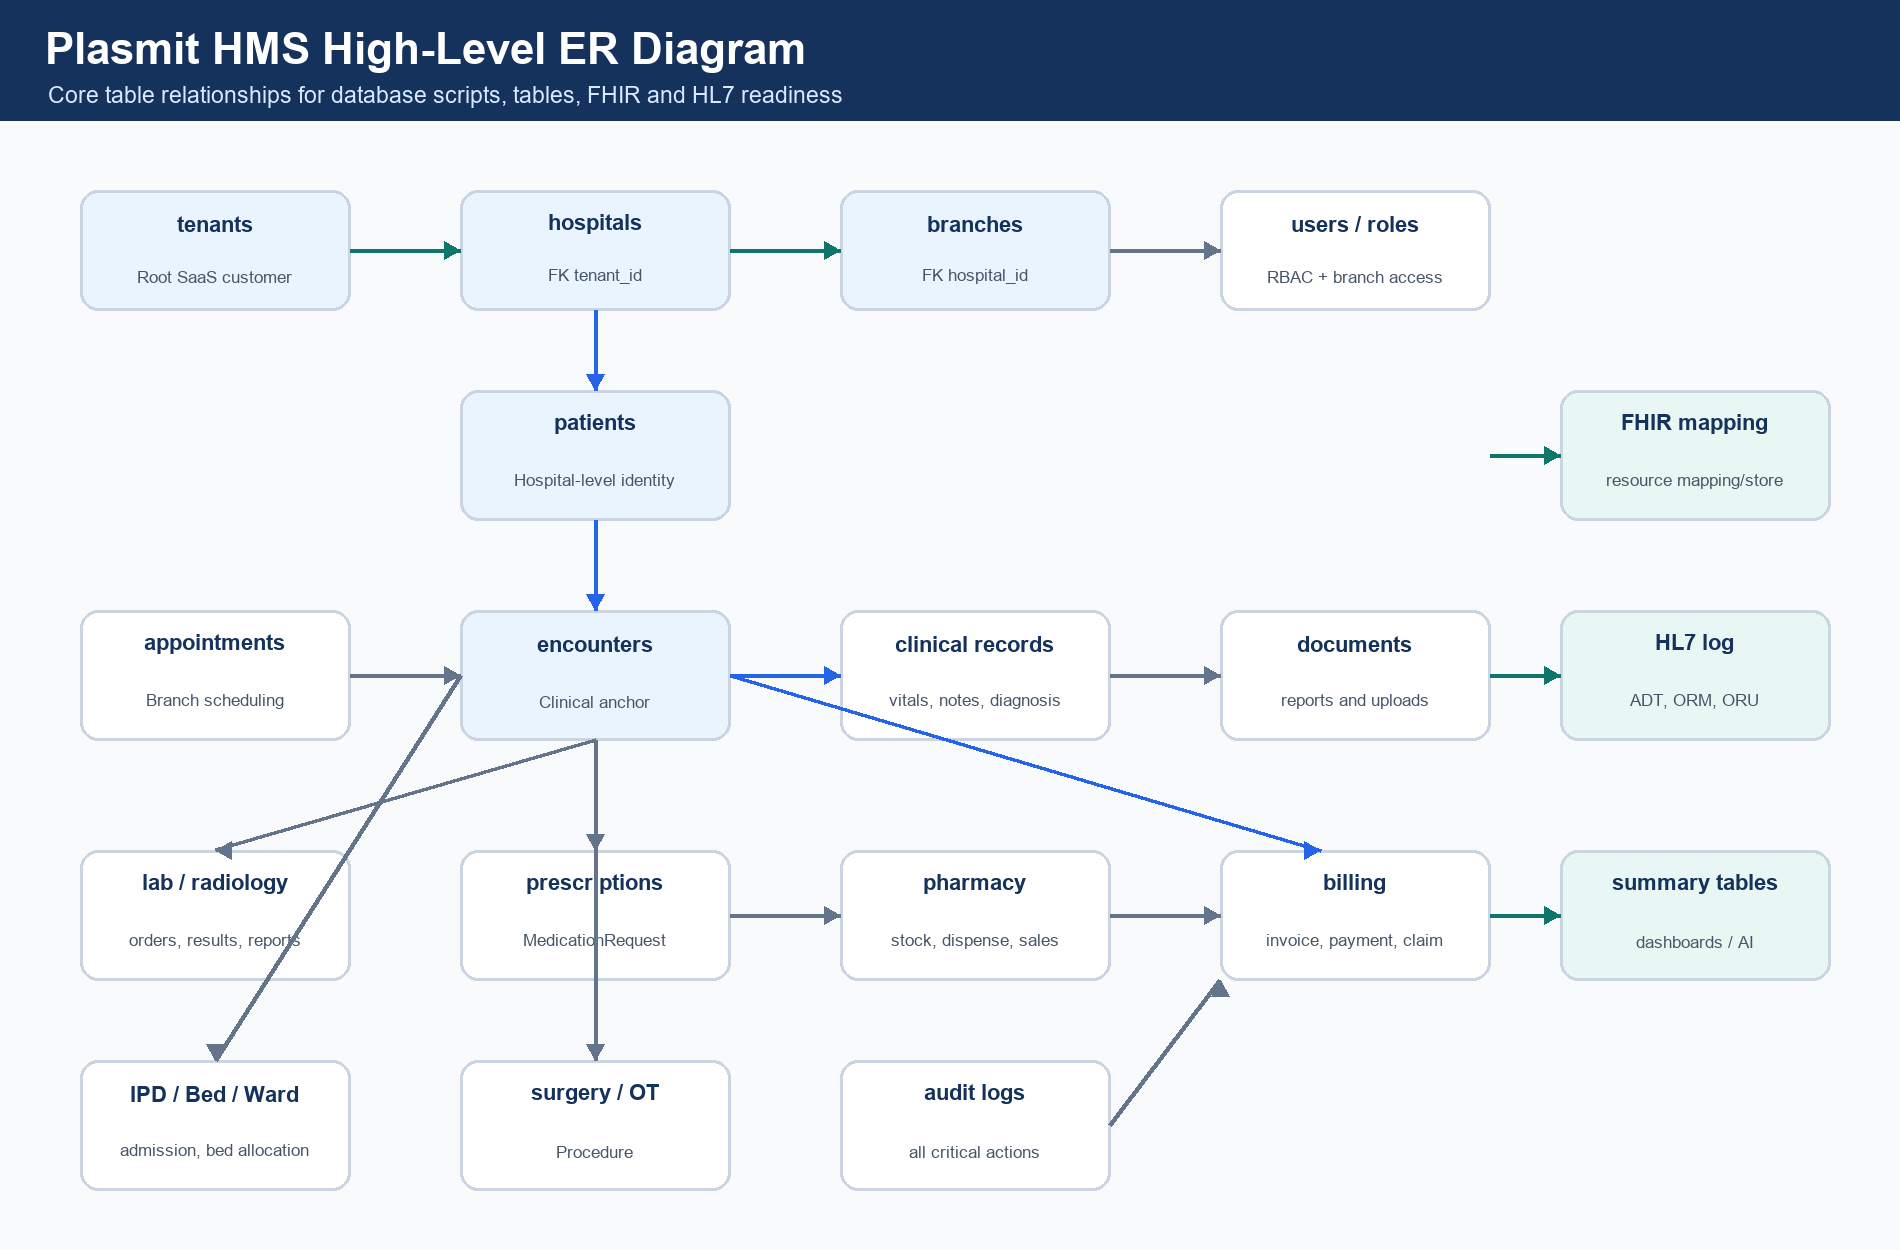 Plasmit HMS High-Level ER Diagram
Core table relationships for database scripts, tables, FHIR and HL7 readiness
tenants
Root SaaS customer
hospitals
FK tenant_id
branches
FK hospital_id
users / roles
RBAC + branch access
patients
Hospital-level identity
FHIR mapping
resource mapping/store
appointments
Branch scheduling
encounters
Clinical anchor
clinical records
vitals, notes, diagnosis
documents
reports and uploads
HL7 log
ADT, ORM, ORU
lab / radiology
orders, results, reports
prescriptions
MedicationRequest
pharmacy
stock, dispense, sales
billing
invoice, payment, claim
summary tables
dashboards / AI
IPD / Bed / Ward
admission, bed allocation
surgery / OT
Procedure
audit logs
all critical actions